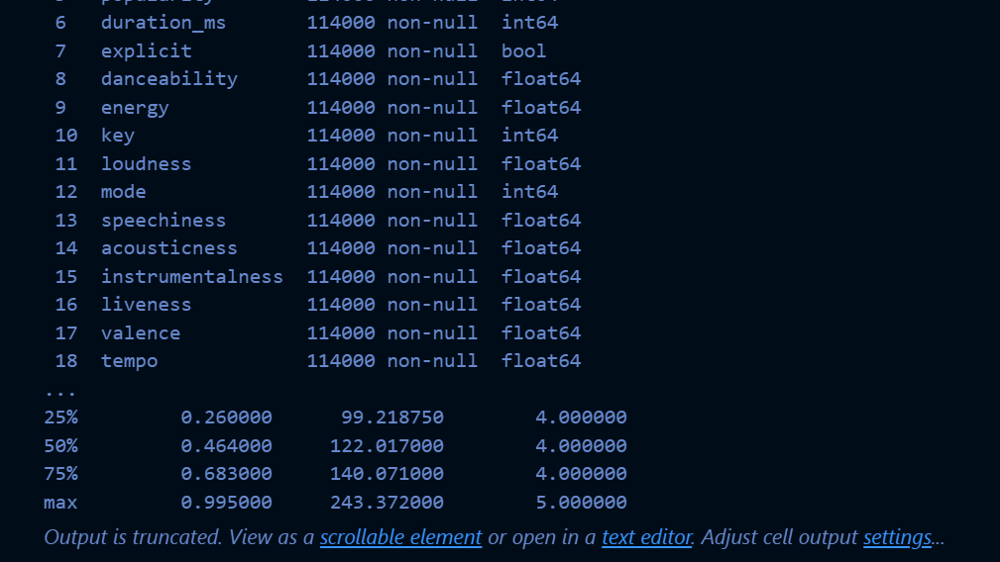 6 duration_ms 114000 non-null int64
7 explicit 114000 non-null bool
8 danceability 114000 non-null float64
9 energy 114000 non-null float64
10 key 114000 non-null int64
11 loudness 114000 non-null float64
12 mode 114000 non-null int64
13 speechiness 114000 non-null float64
14 acousticness 114000 non-null float64
15 instrumentalness 114000 non-null float64
16 liveness 114000 non-null float64
17 valence 114000 non-null float64
18 tempo 114000 non-null float64
...
25% 0.260000 99.218750 4.000000
50% 0.464000 122.017000 4.000000
75% 0.683000 140.071000 4.000000
max 0.995000 243.372000 5.000000
Output is truncated. View as a scrollable element or open in a text editor. Adjust cell output settings...